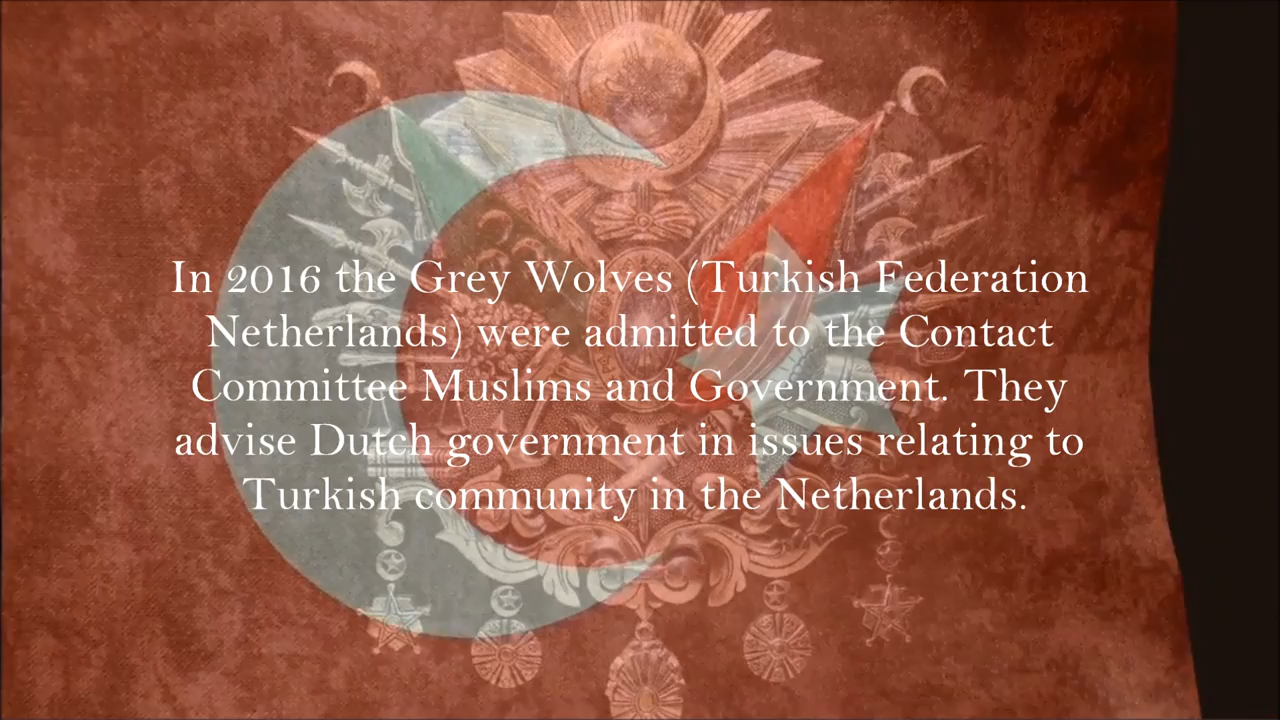 In 2016 the Grey Wolves (Turkish Federation
Netherlands) were admitted to the Contact
Committee Muslims and Government. They
advise Dutch government in issues relating to
Turkish community in the Netherlands.